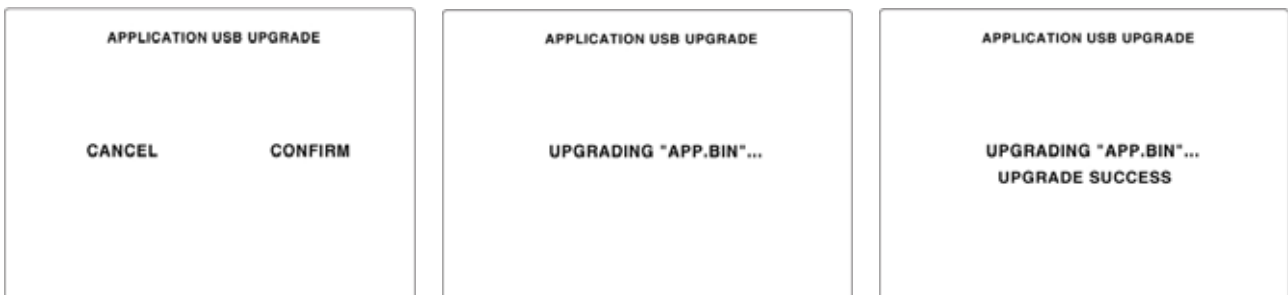 APPLICATION USB UPGRADE
CANCEL CONFIRM
APPLICATION USB UPGRADE
UPGRADING "APP.BIN"...
APPLICATION USB UPGRADE
UPGRADING "APP.BIN"...
UPGRADE SUCCESS